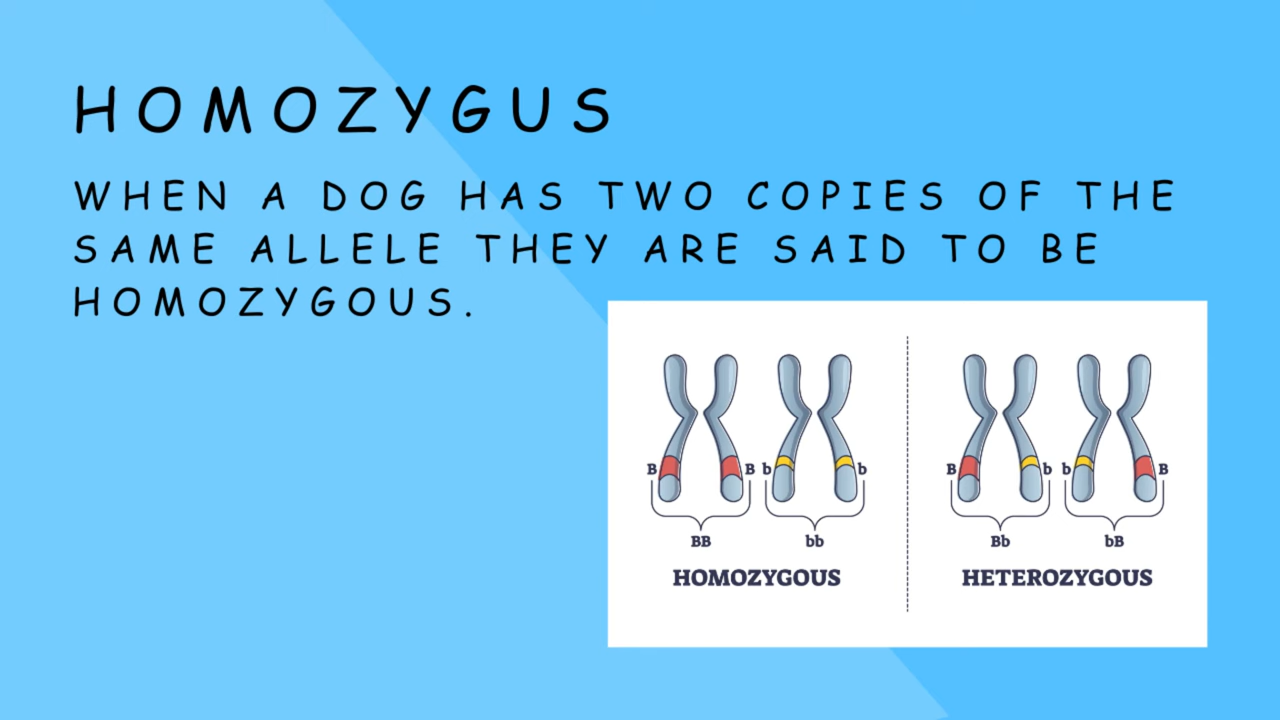 HOMOZYGUS
WHEN A DOG HAS TWO COPIES OF THE
SAME ALLELE THEY ARE SAID TO BE
HOMOZYGOUS.
B B b b
BB bb
HOMOZYGOUS
B b b B
Bb bB
HETEROZYGOUS